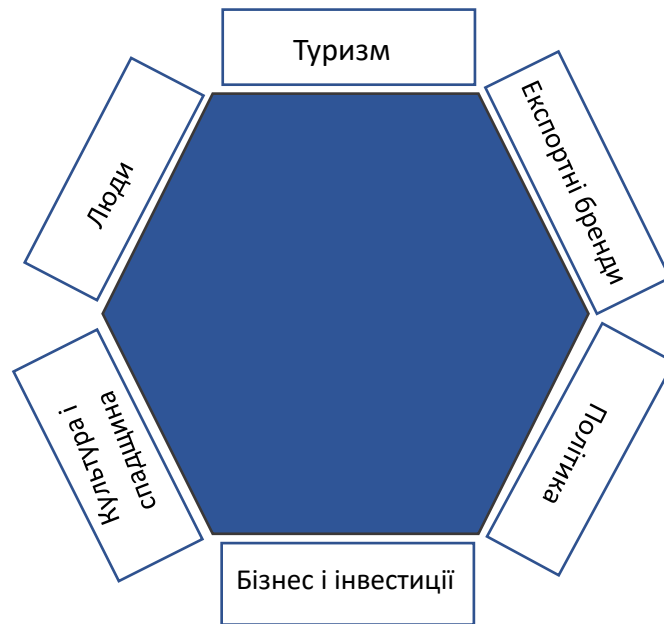 Туризм
Експортні бренди
Політика
Бізнес і інвестиції
Культура і
спадщина
Люди